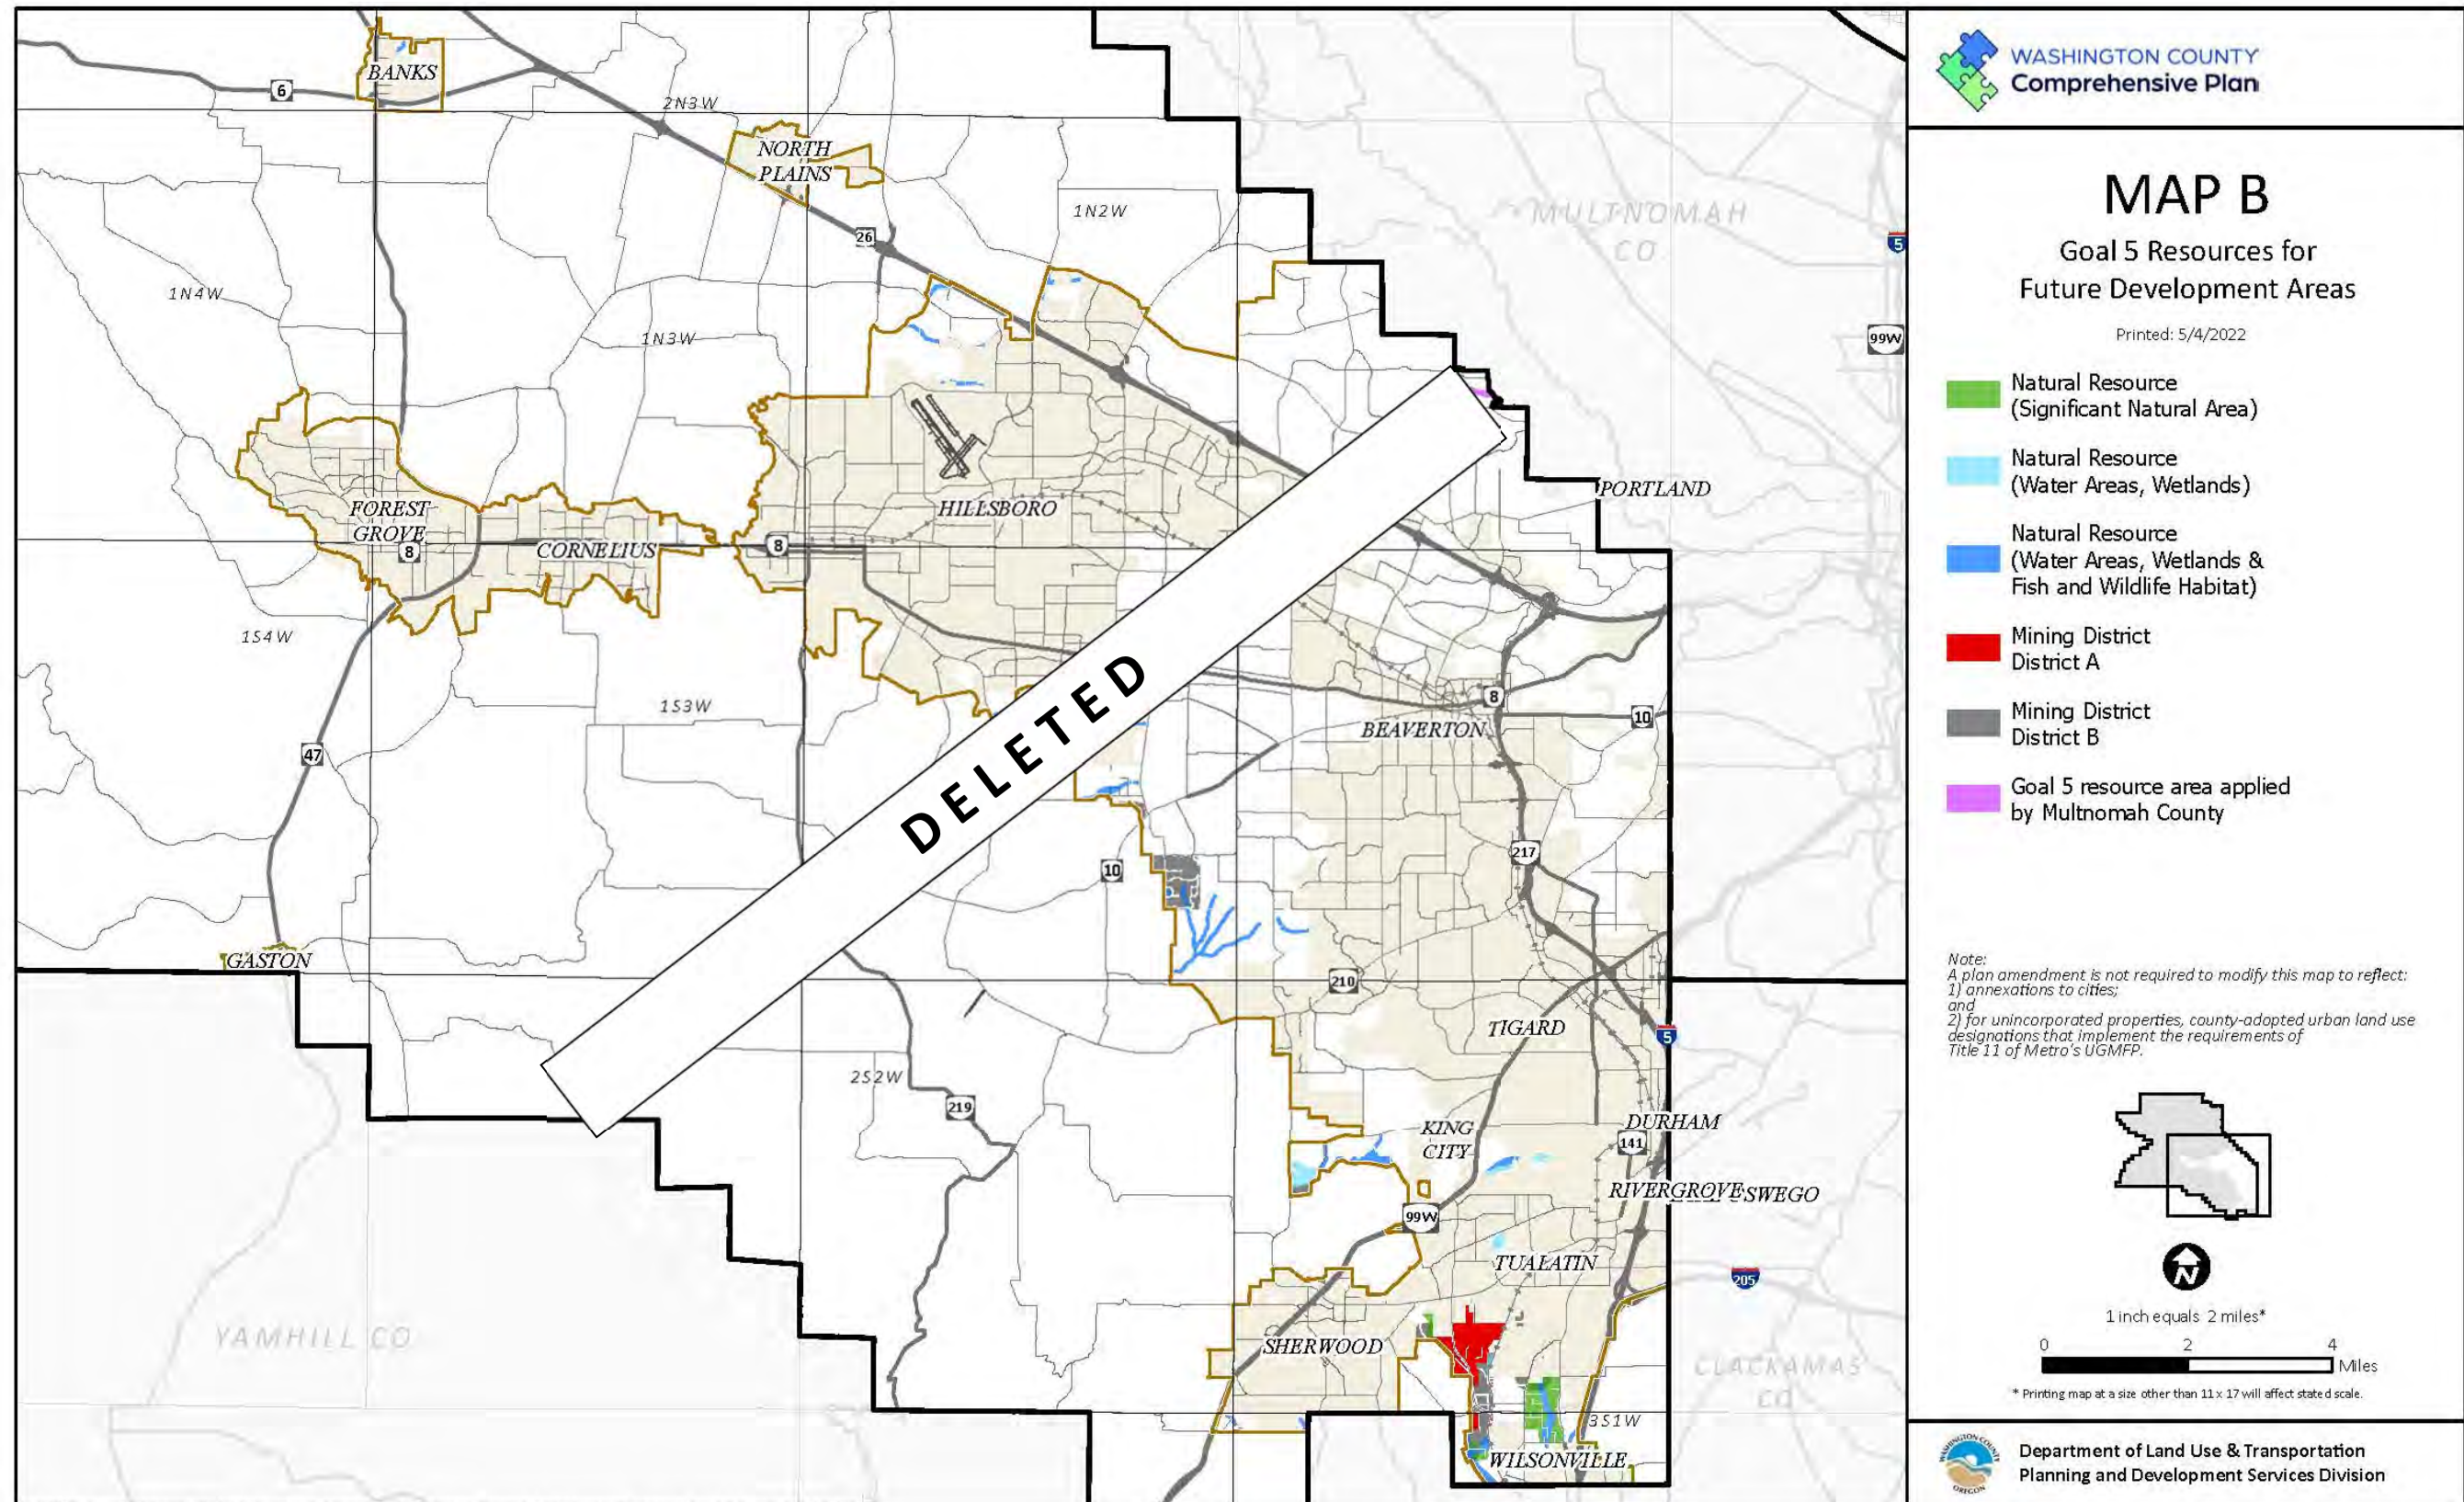 BANKS
6
2N3W
NORTH
PLAINS
1N2W
26
MULTNOMAH
CO
5
1N4W
1N3W
99W
PORTLAND
FOREST
GROVE
8
CORNELIUS
8
HILLSBORO
1S4W
1S3W
8
10
BEAVERTON
47
DELETED
10
217
GASTON
210
TIGARD
5
2S2W
219
KING
CITY
DURHAM
141
RIVERGROVE
SWEGO
99W
TUALATIN
205
YAMHILL CO
SHERWOOD
CLACKAMAS
CO
3S1W
WILSONVILLE
WASHINGTON COUNTY
Comprehensive Plan
MAP B
Goal 5 Resources for
Future Development Areas
Printed: 5/4/2022
Natural Resource
(Significant Natural Area)
Natural Resource
(Water Areas, Wetlands)
Natural Resource
(Water Areas, Wetlands &
Fish and Wildlife Habitat)
Mining District
District A
Mining District
District B
Goal 5 resource area applied
by Multnomah County
Note:
A plan amendment is not required to modify this map to reflect:
1) annexations to cities;
and
2) for unincorporated properties, county-adopted urban land use
designations that implement the requirements of
Title 11 of Metro's UGMFP.
N
1 inch equals 2 miles*
0 2 4
Miles
* Printing map at a size other than 11 x 17 will affect stated scale.
WASHINGTON COUNTY
OREGON
Department of Land Use & Transportation
Planning and Development Services Division